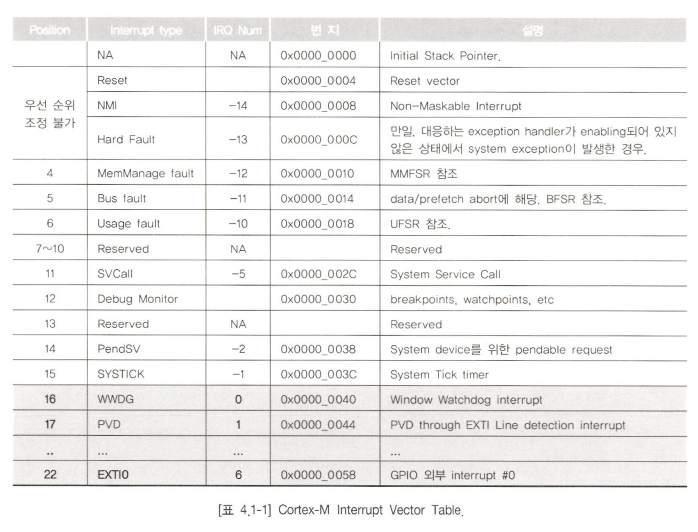 Position Interrupt type IRQ Num 번 지 설명
NA NA 0x0000_0000 Initial Stack Pointer.
우선 순위 조정 불가
Reset 0x0000_0004 Reset vector
NMI -14 0x0000_0008 Non-Maskable Interrupt
Hard Fault -13 0x0000_000C 만일, 대응하는 exception handler가 enabling되어 있지
않은 상태에서 system exception이 발생한 경우.
4 MemManage fault -12 0x0000_0010 MMFSR 참조
5 Bus fault -11 0x0000_0014 data/prefetch abort에 해당. BFSR 참조.
6 Usage fault -10 0x0000_0018 UFSR 참조.
7~10 Reserved NA Reserved
11 SVCall -5 0x0000_002C System Service Call
12 Debug Monitor 0x0000_0030 breakpoints, watchpoints, etc
13 Reserved NA Reserved
14 PendSV -2 0x0000_0038 System device를 위한 pendable request
15 SYSTICK -1 0x0000_003C System Tick timer
16 WWDG 0 0x0000_0040 Window Watchdog interrupt
17 PVD 1 0x0000_0044 PVD through EXTI Line detection interrupt
.. ... ... ...
22 EXTI0 6 0x0000_0058 GPIO 외부 interrupt #0
[표 4.1-1] Cortex-M Interrupt Vector Table.